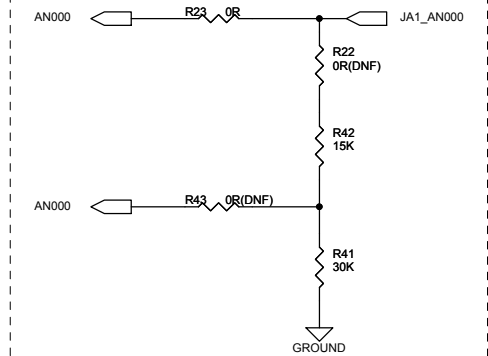 AN000
R23 0R
JA1_AN000
R22
0R(DNF)
R42
15K
AN000
R43 0R(DNF)
R41
30K
GROUND